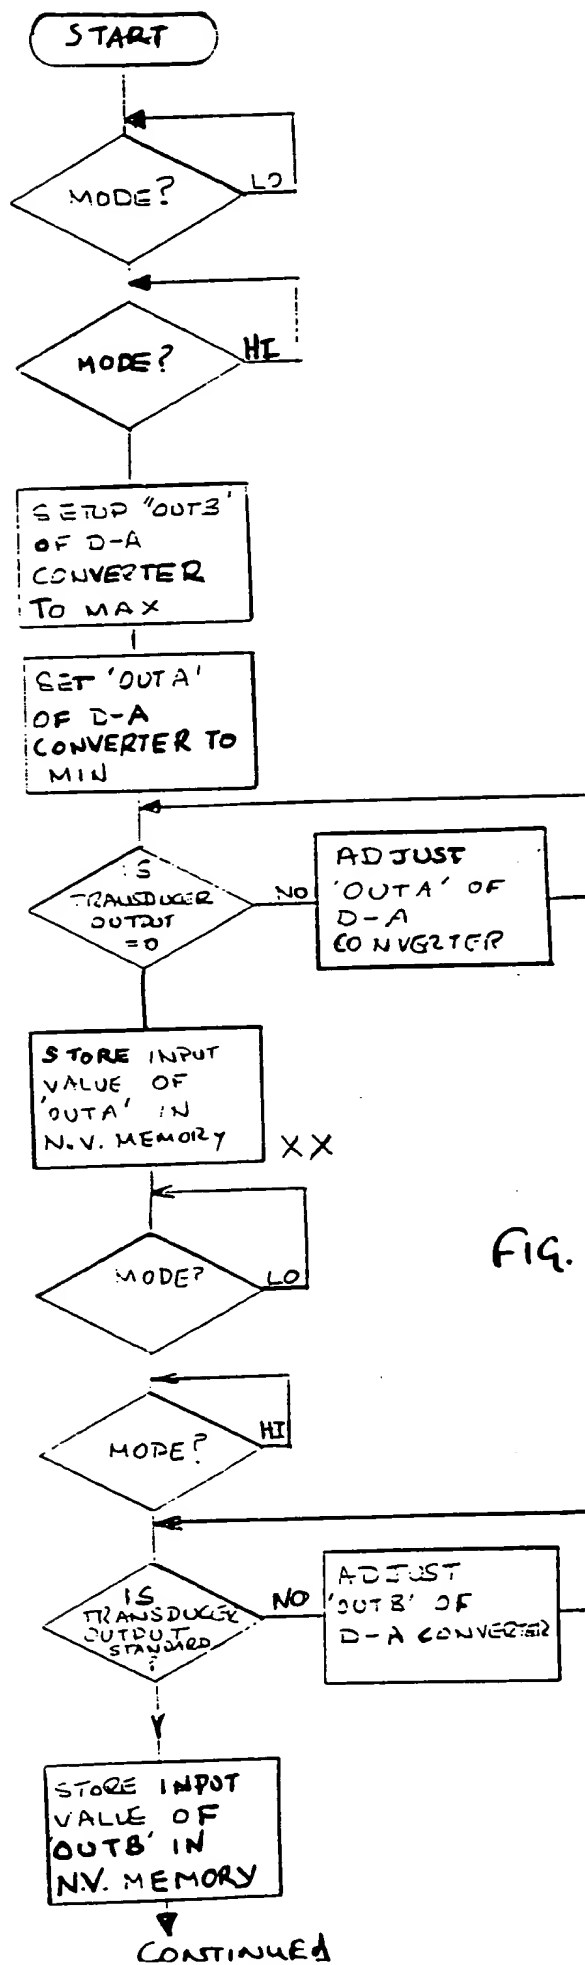 START
MODE?
LO
MODE?
HI
SETUP "OUTB'
OF D-A
CONVERTER
TO MAX
SET 'OUTA'
OF D-A
CONVERTER TO
MIN
IS
TRANSDUCER
OUTPUT
=0
NO
ADJUST
'OUTA' OF
D-A
CONVERTER
STORE INPUT
VALUE OF
'OUTA' IN
N.V. MEMORY
XX
MODE?
LO
FIG.
MODE?
HI
IS
TRANSDUCER
OUTPUT
STANDARD
?
NO
ADJUST
'OUTB' OF
D-A CONVERTER
STORE INPUT
VALUE OF
'OUTB' IN
N.V. MEMORY
CONTINUED